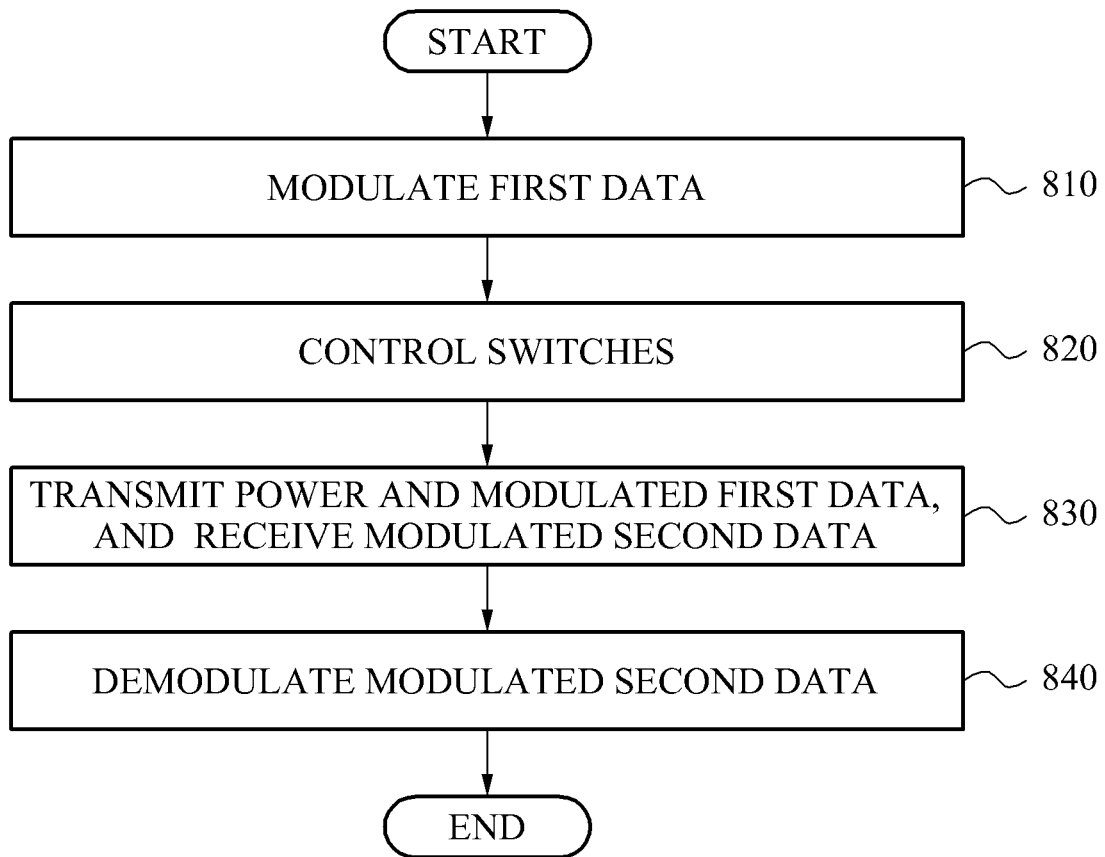 START
MODULATE FIRST DATA
810
CONTROL SWITCHES
820
TRANSMIT POWER AND MODULATED FIRST DATA,
AND RECEIVE MODULATED SECOND DATA
830
DEMODULATE MODULATED SECOND DATA
840
END